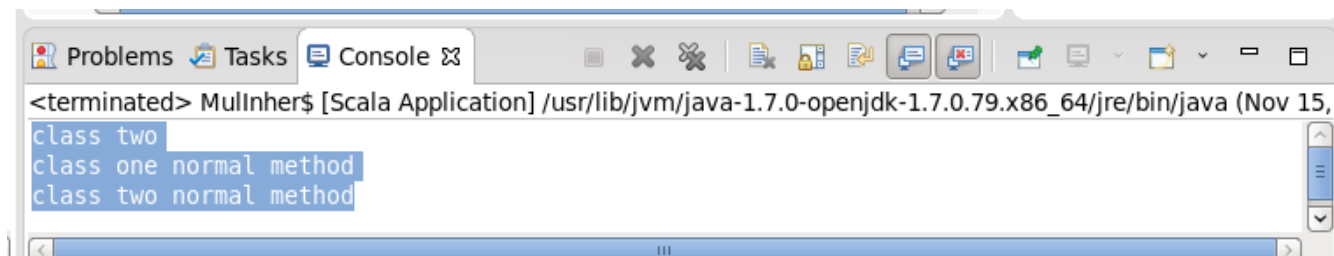 Problems Tasks Console
<terminated> MulInher$ [Scala Application] /usr/lib/jvm/java-1.7.0-openjdk-1.7.0.79.x86_64/jre/bin/java (Nov 15,
class two
class one normal method
class two normal method